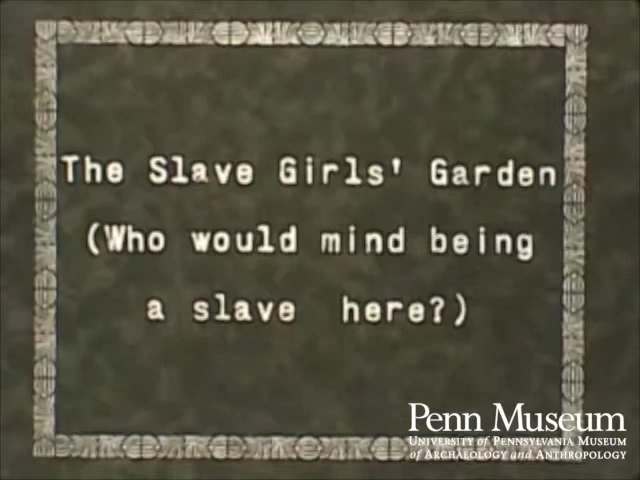 The Slave Girls' Garden
(Who would mind being
a slave here?)
Penn Museum
University of Pennsylvania Museum
of Archaeology and Anthropology